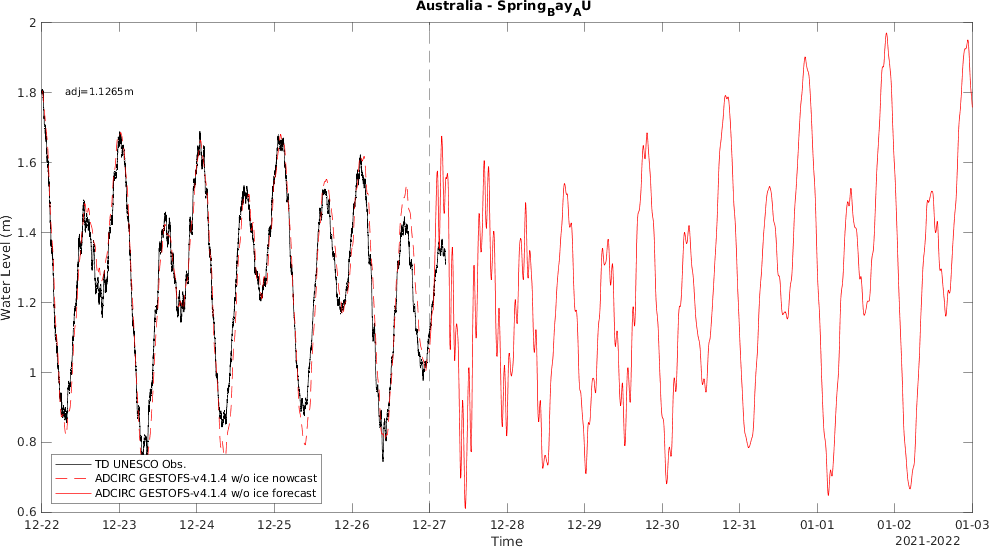 Australia - SpringBayAU
2
1.8
1.6
1.4
1.2
1
0.8
0.6
Water Level (m)
adj=1.1265m
TD UNESCO Obs.
ADCIRC GESTOFS-v4.1.4 w/o ice nowcast
ADCIRC GESTOFS-v4.1.4 w/o ice forecast
12-22 12-23 12-24 12-25 12-26 12-27 12-28 12-29 12-30 12-31 01-01 01-02 01-03
Time
2021-2022